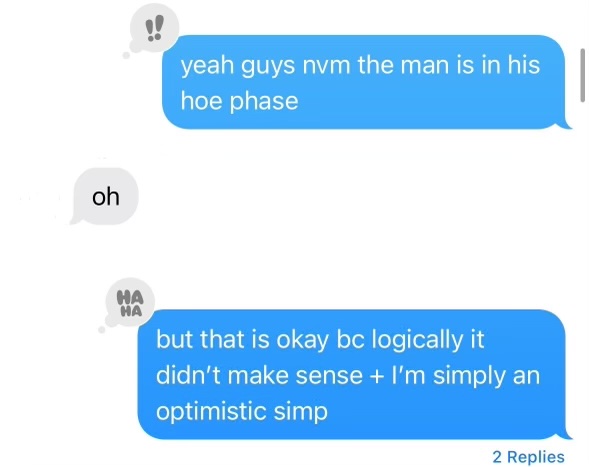 !!
yeah guys nvm the man is in his
hoe phase
oh
HA
HA
but that is okay bc logically it
didn’t make sense + I’m simply an
optimistic simp
2 Replies